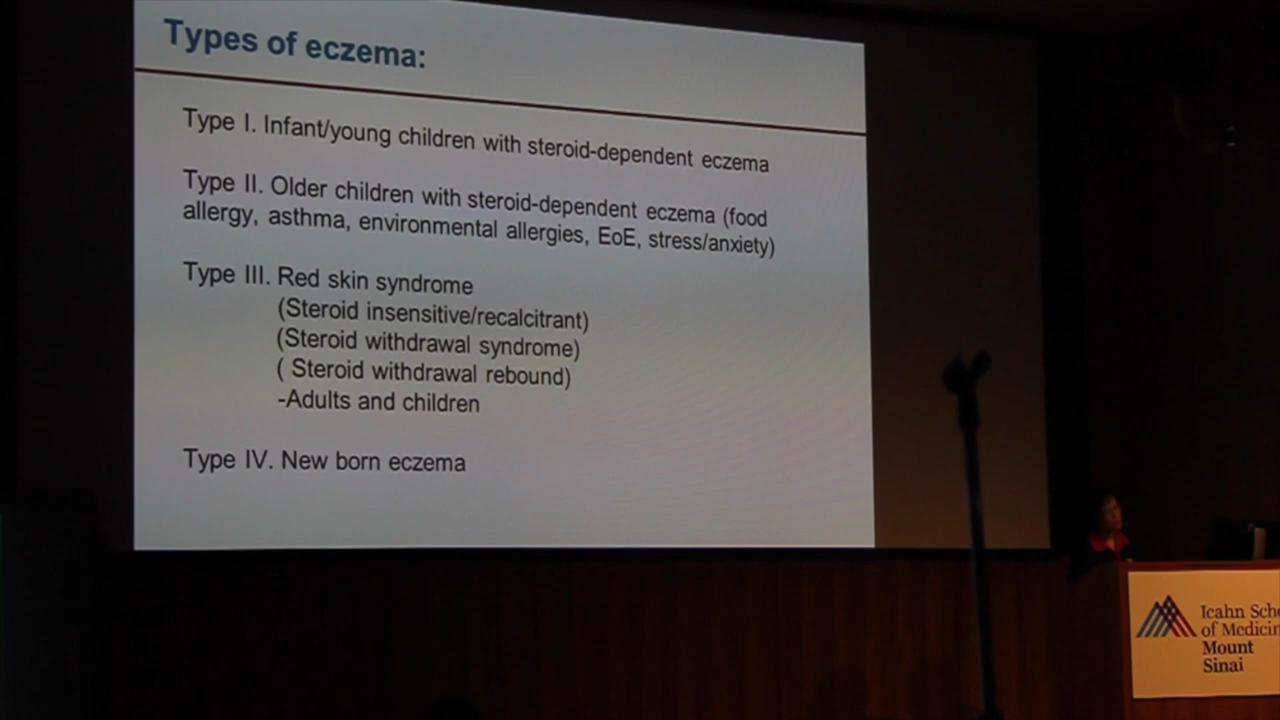 Types of eczema:
Type I. Infant/young children with steroid-dependent eczema
Type II. Older children with steroid-dependent eczema (food
allergy, asthma, environmental allergies, EoE, stress/anxiety)
Type III. Red skin syndrome
(Steroid insensitive/recalcitrant)
(Steroid withdrawal syndrome)
( Steroid withdrawal rebound)
-Adults and children
Type IV. New born eczema
Icahn Scho
of Medicin
Mount
Sinai